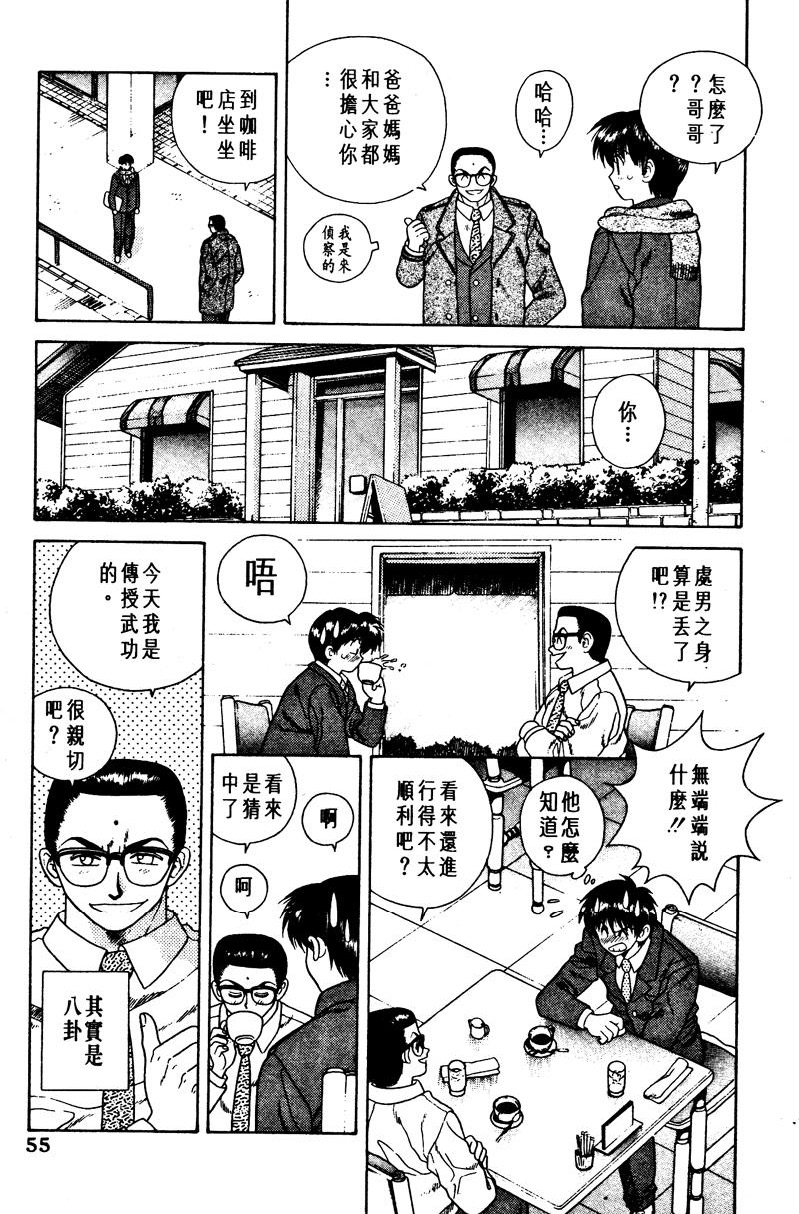 怎麼了
？哥哥
？
哈哈…
爸爸媽媽
和大家都
很擔心你
…
我是來
偵察的
到咖啡
店坐坐
吧！
你…
處男之身
算是丟了
吧!?
唔
今天我是
傳授武功
的。
很親切
吧？
無端端説
什麼!!
他怎麼
知道？
看來還進
行得不太
順利吧？
啊
看來
是猜
中了
呵
其實是
八卦
55